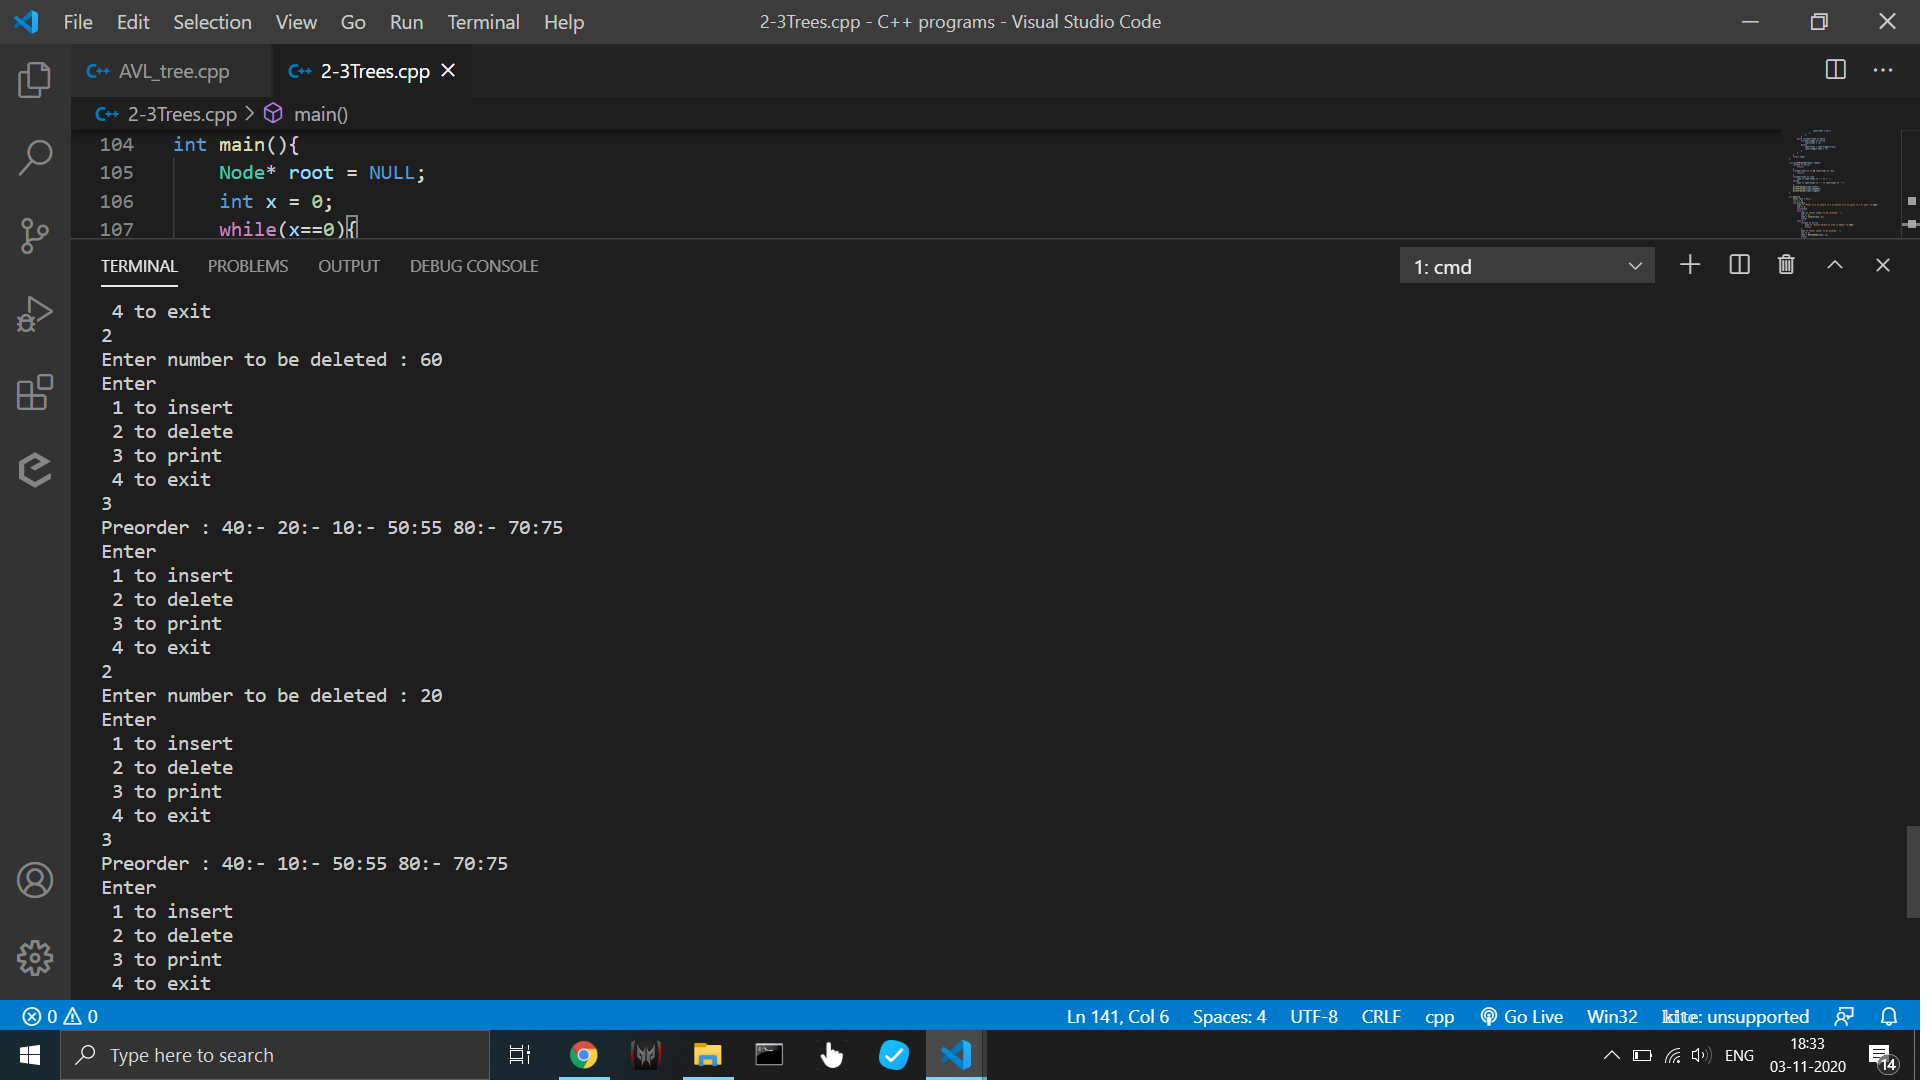 File Edit Selection View Go Run Terminal Help 2-3Trees.cpp - C++ programs - Visual Studio Code
C++ AVL_tree.cpp C++ 2-3Trees.cpp
C++ 2-3Trees.cpp > main()
104 int main(){
105 Node* root = NULL;
106 int x = 0;
107 while(x==0){
TERMINAL PROBLEMS OUTPUT DEBUG CONSOLE 1: cmd
4 to exit
2
Enter number to be deleted : 60
Enter
1 to insert
2 to delete
3 to print
4 to exit
3
Preorder : 40:- 20:- 10:- 50:55 80:- 70:75
Enter
1 to insert
2 to delete
3 to print
4 to exit
2
Enter number to be deleted : 20
Enter
1 to insert
2 to delete
3 to print
4 to exit
3
Preorder : 40:- 10:- 50:55 80:- 70:75
Enter
1 to insert
2 to delete
3 to print
4 to exit
0 0 Ln 141, Col 6 Spaces: 4 UTF-8 CRLF cpp Go Live Win32 kite: unsupported
Type here to search ENG 18:33
03-11-2020 14